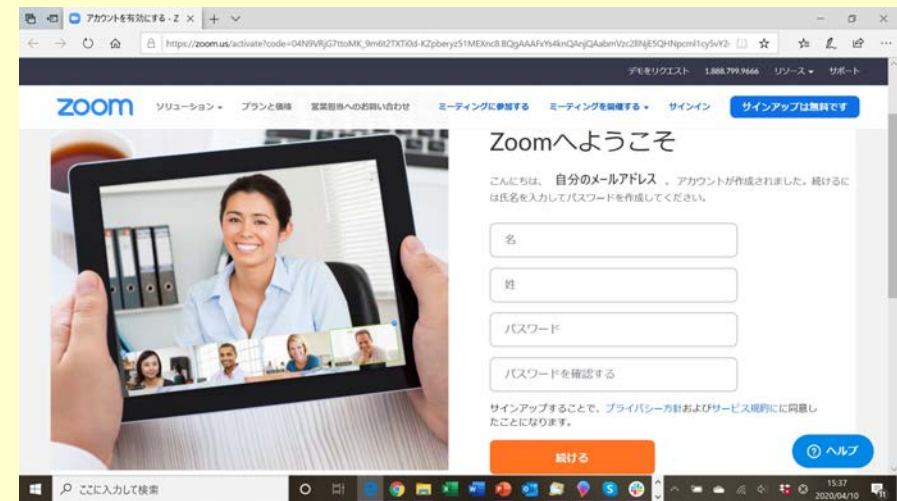 アカウントを有効にする - Z
https://zoom.us/activate?code=
デモをリクエスト 1.888.799.9666 リソース サポート
zoom ソリューション プランと価格 営業担当へのお問い合わせ ミーティングに参加する ミーティングを開催する サインイン サインアップは無料です
Zoomへようこそ
こんにちは、 自分のメールアドレス 。アカウントが作成されました。続けるに
は氏名を入力してパスワードを作成してください。
名
姓
パスワード
パスワードを確認する
サインアップすることで、プライバシー方針およびサービス規約にに同意し
たことになります。
続ける
ヘルプ
ここに入力して検索
15:37
2020/04/10